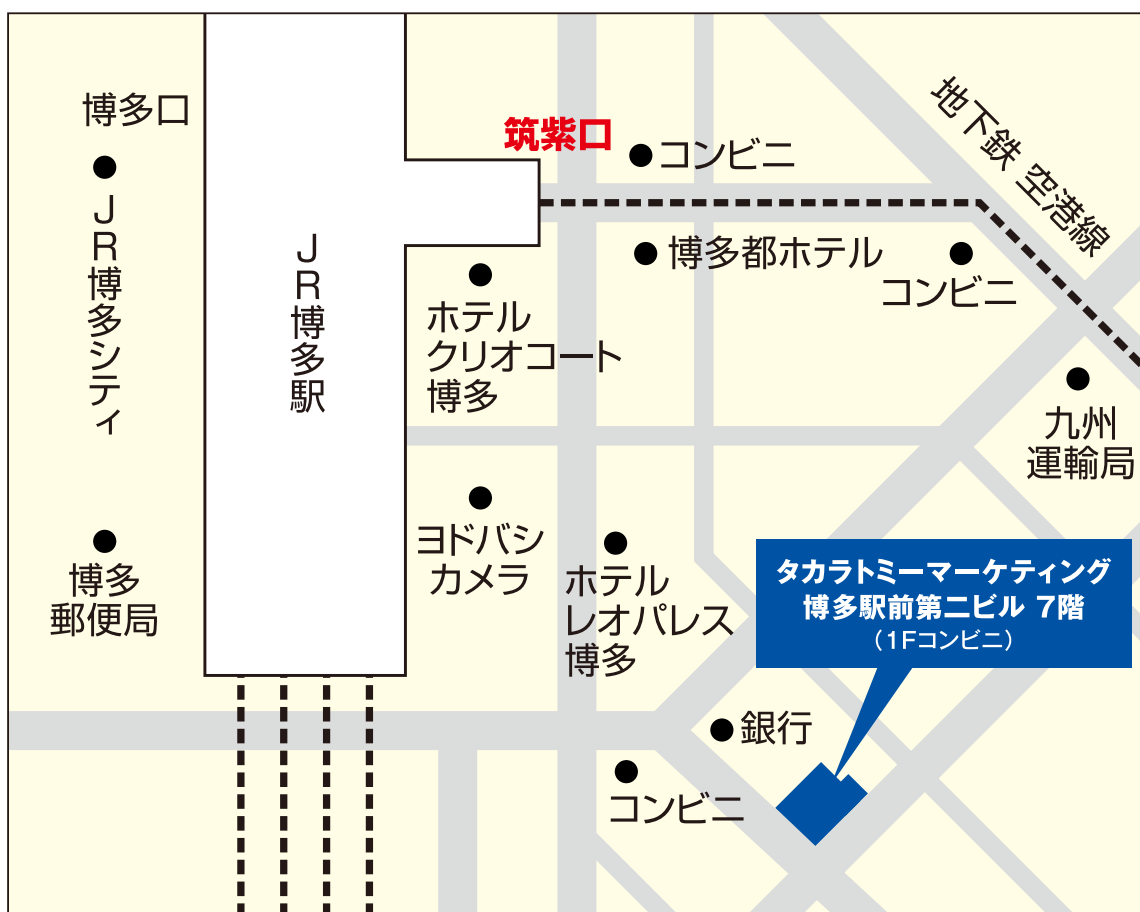 博多口
JR博多シティ
博多
郵便局
JR博多駅
筑紫口
コンビニ
地下鉄 空港線
博多都ホテル
コンビニ
ホテル
クリオコート
博多
九州
運輸局
ヨドバシ
カメラ
ホテル
レオパレス
博多
タカラトミーマーケティング
博多駅前第二ビル 7階
(1Fコンビニ)
銀行
コンビニ